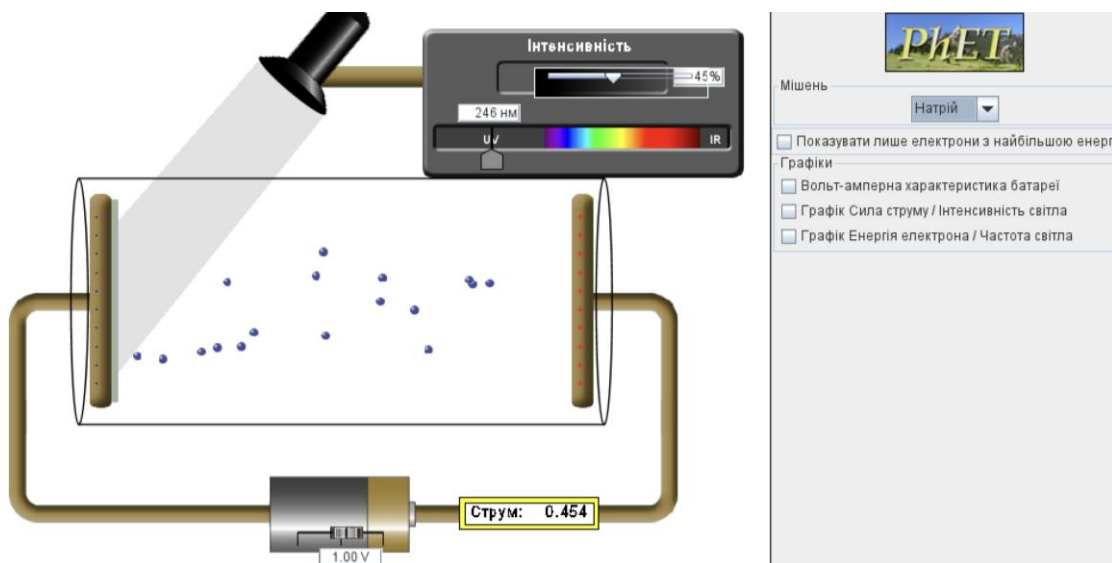 Інтенсивність
45%
246 нм
UV
IR
Струм: 0.454
1.00 V
PhET
Мішень
Натрій
Показувати лише електрони з найбільшою енерг
Графіки
Вольт-амперна характеристика батареї
Графік Сила струму / Інтенсивність світла
Графік Енергія електрона / Частота світла